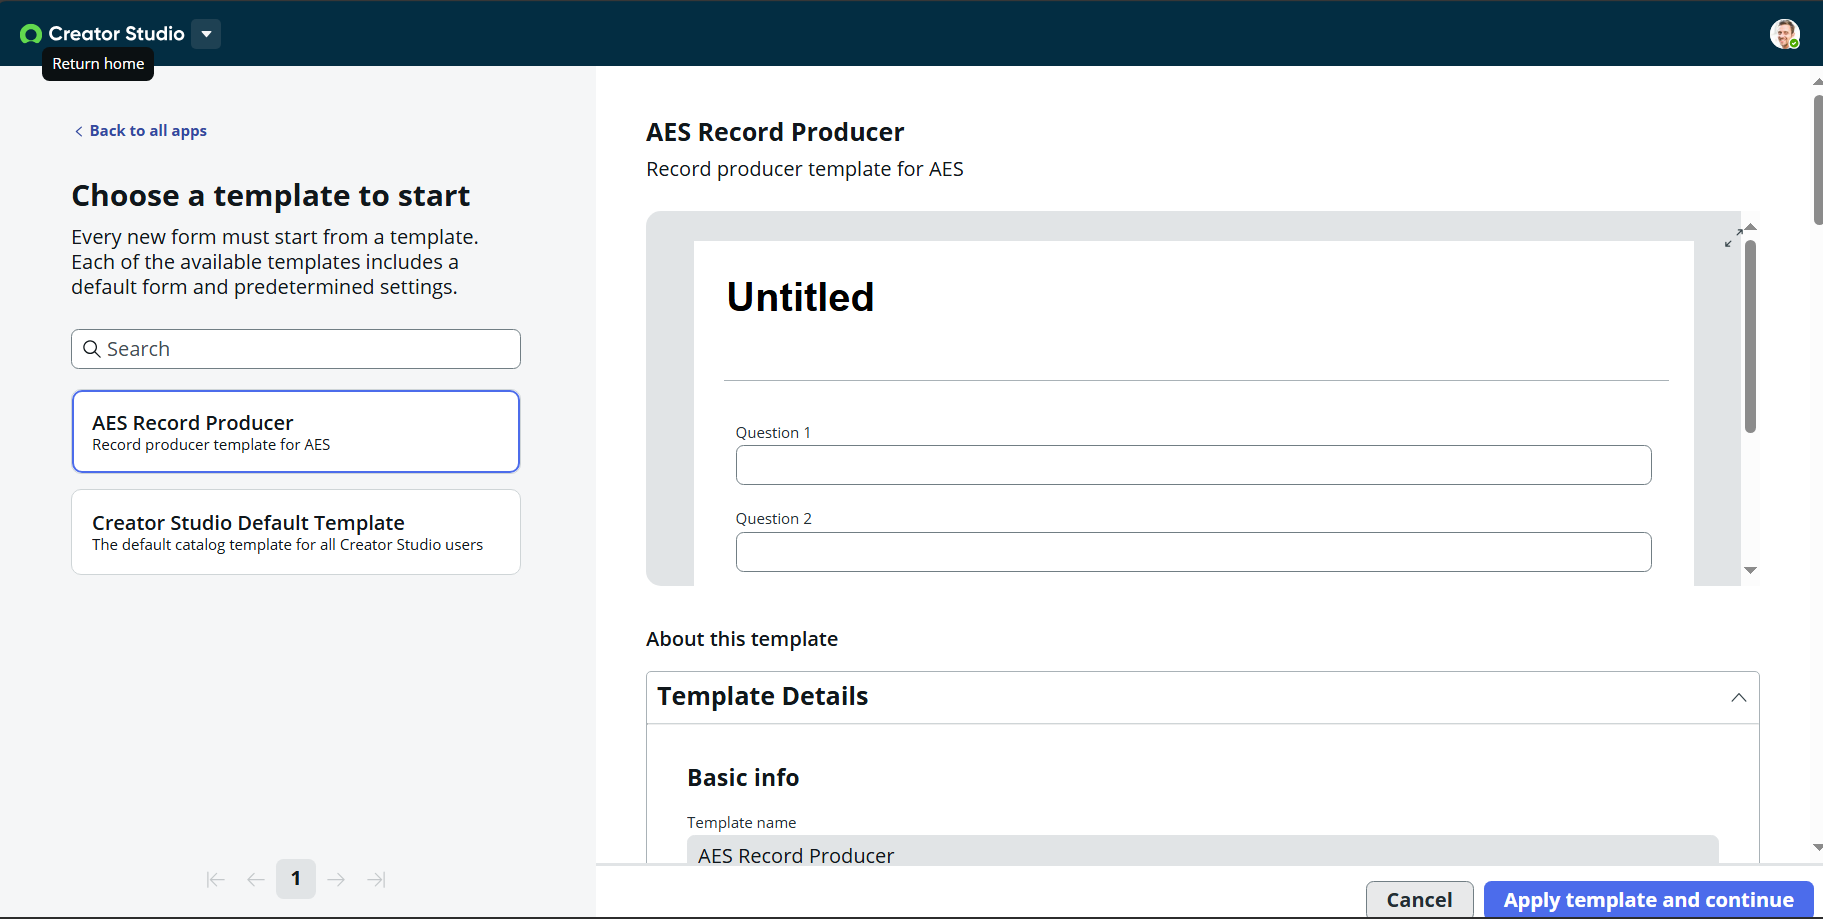 Creator Studio
Return home
Back to all apps
Choose a template to start
Every new form must start from a template.
Each of the available templates includes a
default form and predetermined settings.
Search
AES Record Producer
Record producer template for AES
Creator Studio Default Template
The default catalog template for all Creator Studio users
1
AES Record Producer
Record producer template for AES
Untitled
Question 1
Question 2
About this template
Template Details
Basic info
Template name
AES Record Producer
Cancel
Apply template and continue